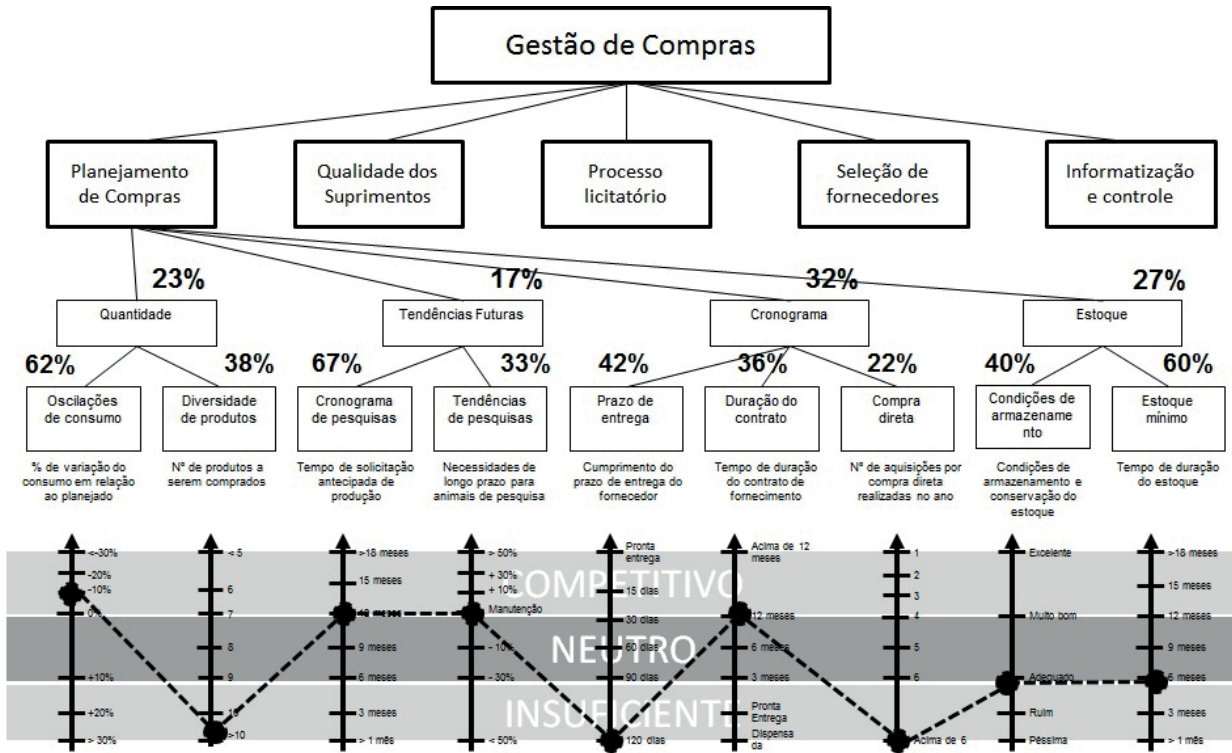 Gestão de Compras
Planejamento
de Compras
Qualidade dos
Suprimentos
Processo
licitatório
Seleção de
fornecedores
Informatização
e controle
23%
17%
32%
27%
Quantidade
Tendências Futuras
Cronograma
Estoque
62%
38%
67%
33%
42%
36%
22%
40%
60%
Oscilações
de consumo
Diversidade
de produtos
Cronograma
de pesquisas
Tendências
de pesquisas
Prazo de
entrega
Duração do
contrato
Compra
direta
Condições de
armazename
nto
Estoque
mínimo
% de variação do
consumo em relação
ao planejado
Nº de produtos a
serem comprados
Tempo de solicitação
antecipada de
produção
Necessidades de
longo prazo para
animais de pesquisa
Cumprimento do
prazo de entrega do
fornecedor
Tempo de duração
do contrato de
fornecimento
Nº de aquisições por
compra direta
realizadas no ano
Condições de
armazenamento e
conservação do
estoque
Tempo de duração
do estoque
COMPETITIVO
NEUTRO
INSUFICIENTE
<-30%
-20%
-10%
0%
+10%
+20%
> 30%
< 5
6
7
8
9
10
>10
>18 meses
15 meses
meses
9 meses
6 meses
3 meses
> 1 mês
> 50%
+ 30%
+ 10%
Manutenção
- 10%
- 30%
< 50%
Pronta
entrega
15 dias
30 dias
60 dias
90 dias
120 dias
Acima de 12
meses
12 meses
6 meses
3 meses
Pronta
Entrega
Dispensa
da
1
2
3
4
5
6
Acima de 6
Excelente
Muito bom
Adequado
Ruim
Péssima
>18 meses
15 meses
12 meses
9 meses
6 meses
3 meses
> 1 mês